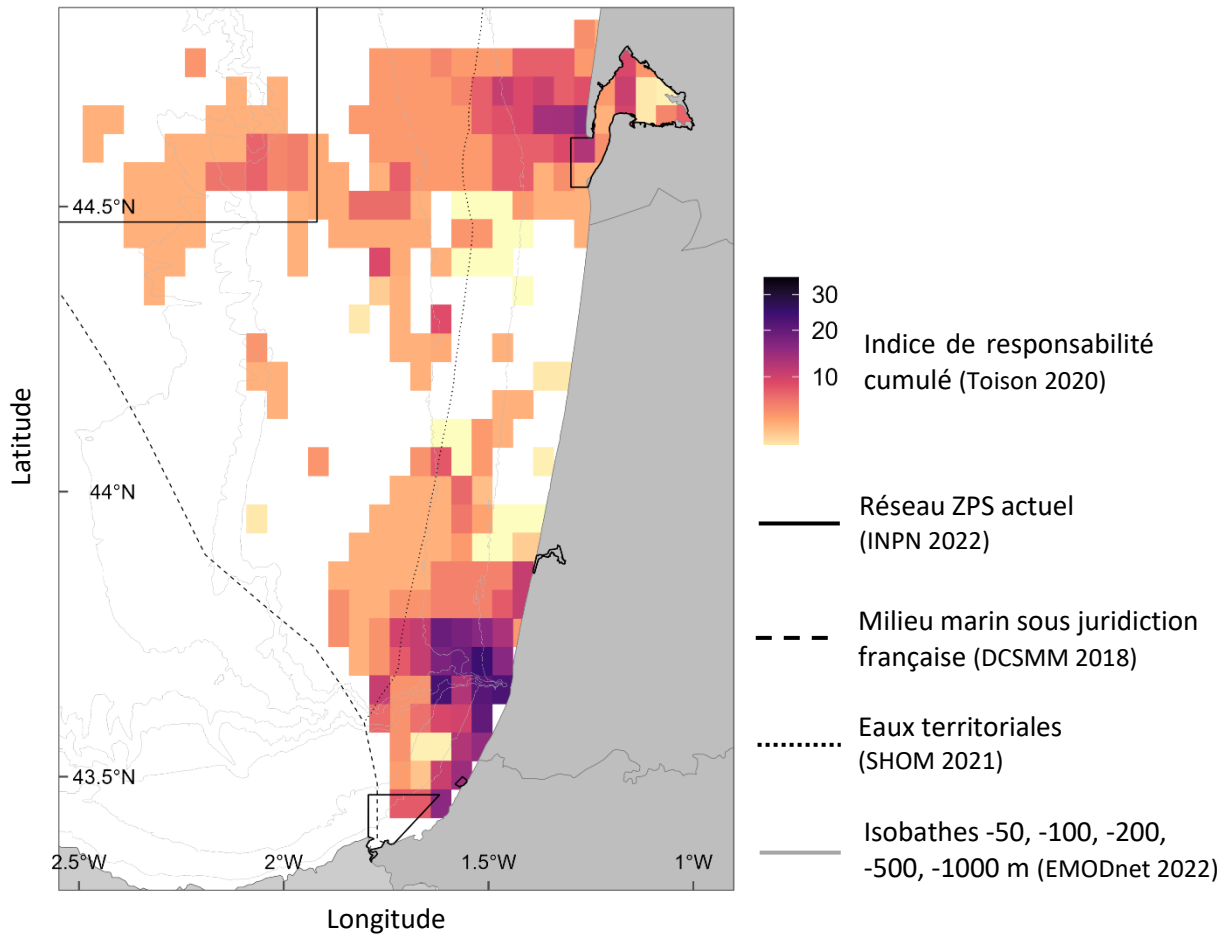 44.5°N
44°N
43.5°N
2.5°W
2°W
1.5°W
1°W
Latitude
Longitude
30
20
10
Indice de responsabilité
cumulé (Toison 2020)
Réseau ZPS actuel
(INPN 2022)
Milieu marin sous juridiction
française (DCSMM 2018)
Eaux territoriales
(SHOM 2021)
Isobathes -50, -100, -200,
-500, -1000 m (EMODnet 2022)